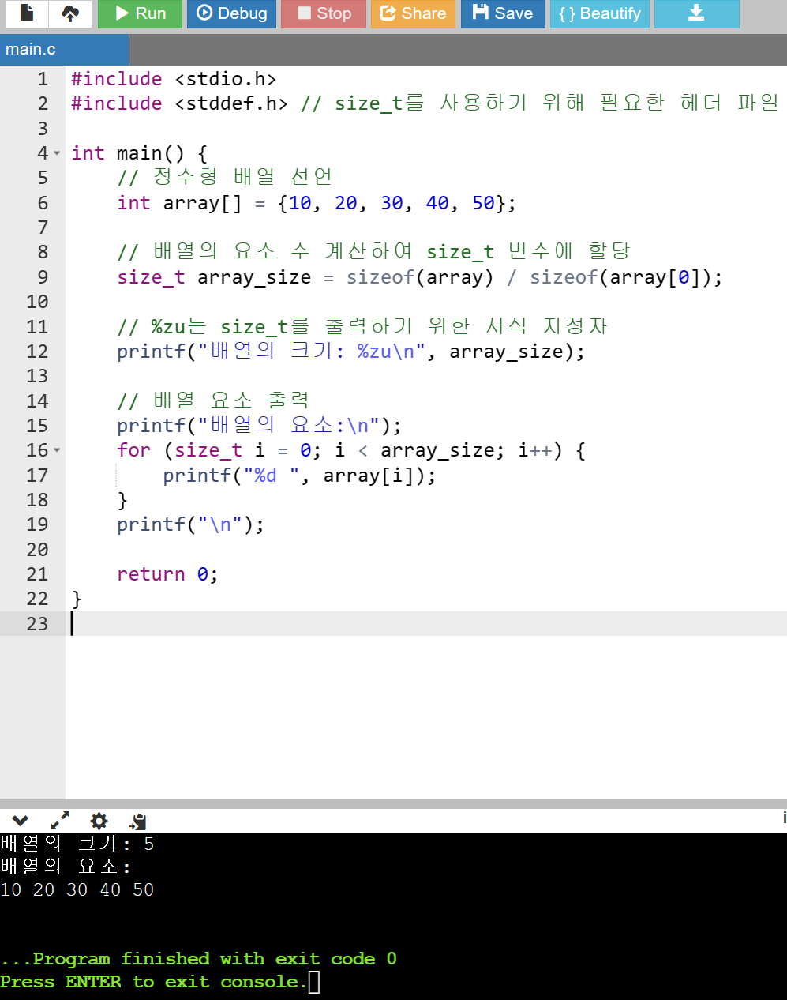 Run Debug Stop Share Save { } Beautify
main.c
1 #include <stdio.h>
2 #include <stddef.h> // size_t를 사용하기 위해 필요한 헤더 파일
3
4 int main() {
5     // 정수형 배열 선언
6     int array[] = {10, 20, 30, 40, 50};
7
8     // 배열의 요소 수 계산하여 size_t 변수에 할당
9     size_t array_size = sizeof(array) / sizeof(array[0]);
10
11     // %zu는 size_t를 출력하기 위한 서식 지정자
12     printf("배열의 크기: %zu\n", array_size);
13
14     // 배열 요소 출력
15     printf("배열의 요소:\n");
16     for (size_t i = 0; i < array_size; i++) {
17         printf("%d ", array[i]);
18     }
19     printf("\n");
20
21     return 0;
22 }
23
배열의 크기: 5
배열의 요소:
10 20 30 40 50
...Program finished with exit code 0
Press ENTER to exit console.